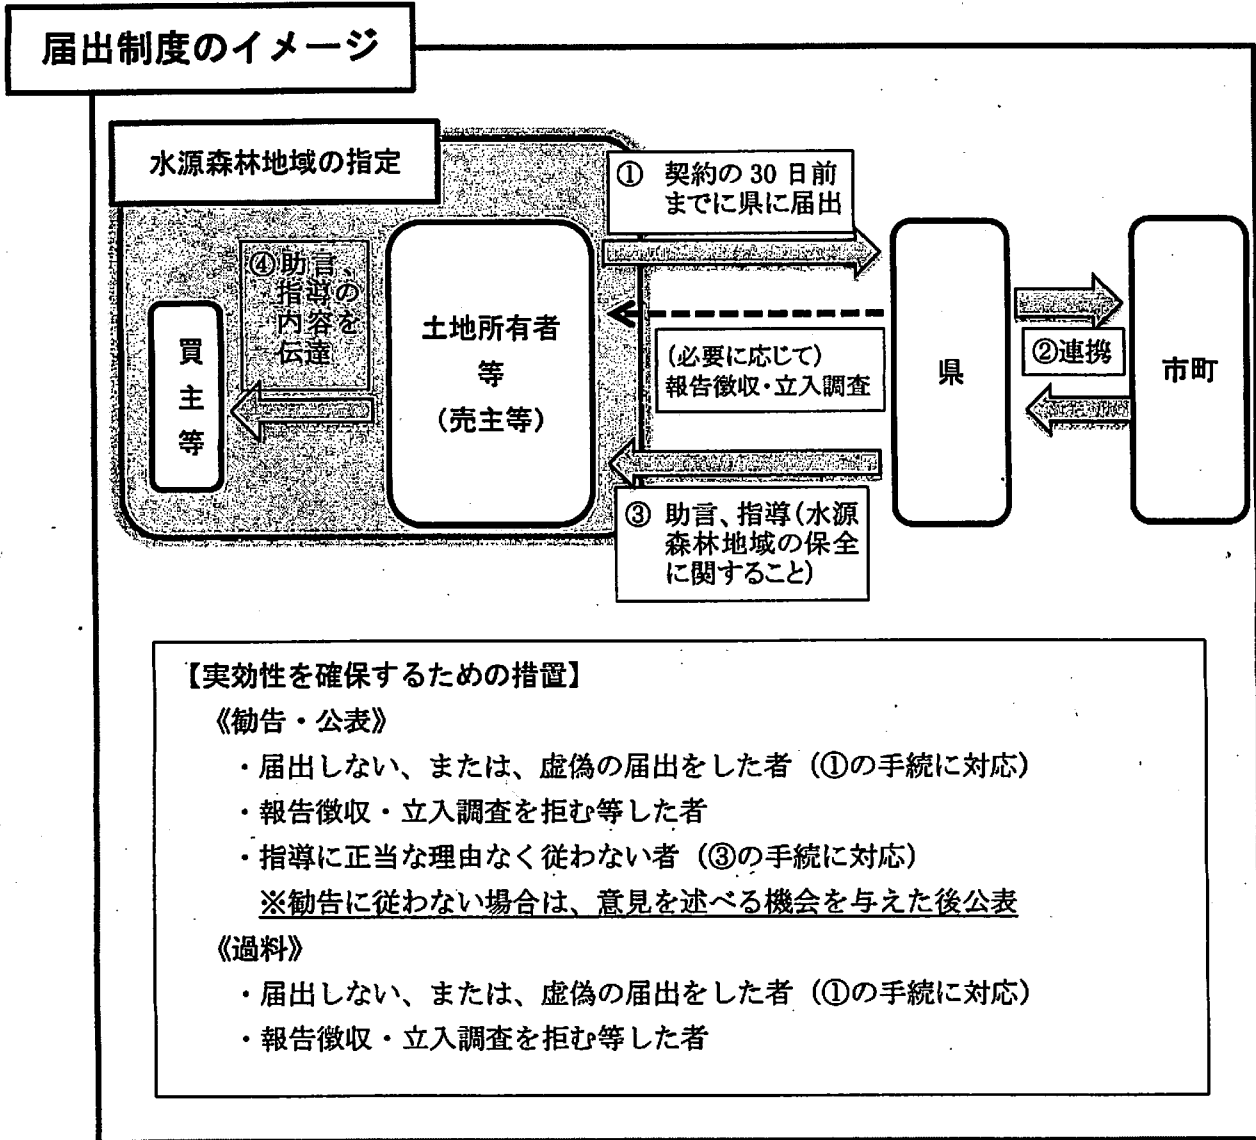 届出制度のイメージ
水源森林地域の指定
① 契約の 30 日前
までに県に届出
④助言、
指導の
内容を
伝達
買主等
土地所有者
等
(売主等)
(必要に応じて)
報告徴収・立入調査
県
②連携
市町
③ 助言、指導(水源
森林地域の保全
に関すること)
【実効性を確保するための措置】
《勧告・公表》
・届出しない、または、虚偽の届出をした者（①の手続に対応）
・報告徴収・立入調査を拒む等した者
・指導に正当な理由なく従わない者（③の手続に対応）
※勧告に従わない場合は、意見を述べる機会を与えた後公表
《過料》
・届出しない、または、虚偽の届出をした者（①の手続に対応）
・報告徴収・立入調査を拒む等した者